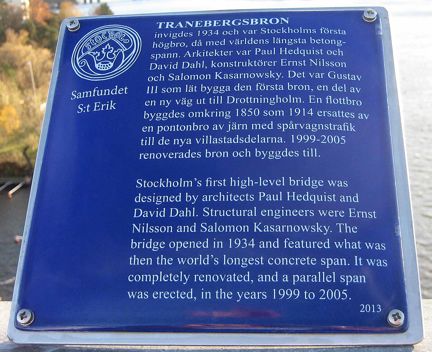 TRANEBERGSBRON
invigdes 1934 och var Stockholms första
högbro, då med världens längsta betong-
spann. Arkitekter var Paul Hedquist och
David Dahl, konstruktörer Ernst Nilsson
och Salomon Kasarnowsky. Det var Gustav
III som lät bygga den första bron, en del av
en ny väg ut till Drottningholm. En flottbro
byggdes omkring 1850 som 1914 ersattes av
en pontonbro av järn med spårvagnstrafik
till de nya villastadsdelarna. 1999-2005
renoverades bron och byggdes till.
Samfundet
S:t Erik
Stockholm's first high-level bridge was
designed by architects Paul Hedquist and
David Dahl. Structural engineers were Ernst
Nilsson and Salomon Kasarnowsky. The
bridge opened in 1934 and featured what was
then the world's longest concrete span. It was
completely renovated, and a parallel span
was erected, in the years 1999 to 2005.
2013